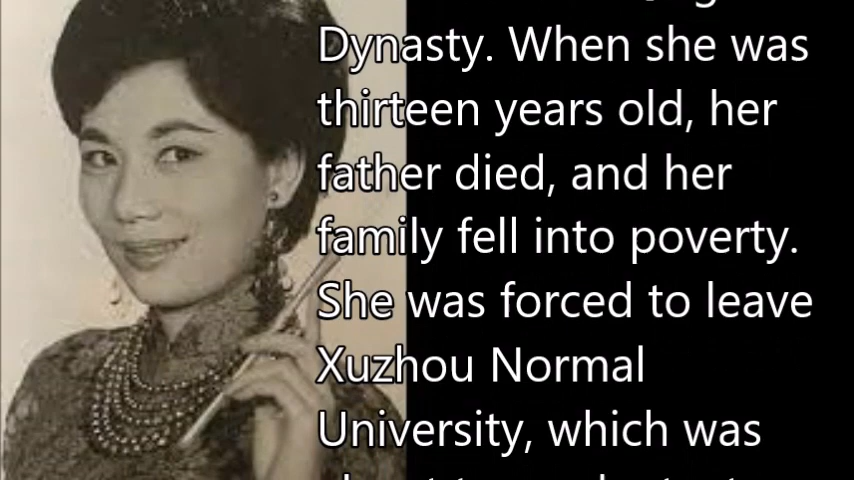 Dynasty. When she was
thirteen years old, her
father died, and her
family fell into poverty.
She was forced to leave
Xuzhou Normal
University, which was